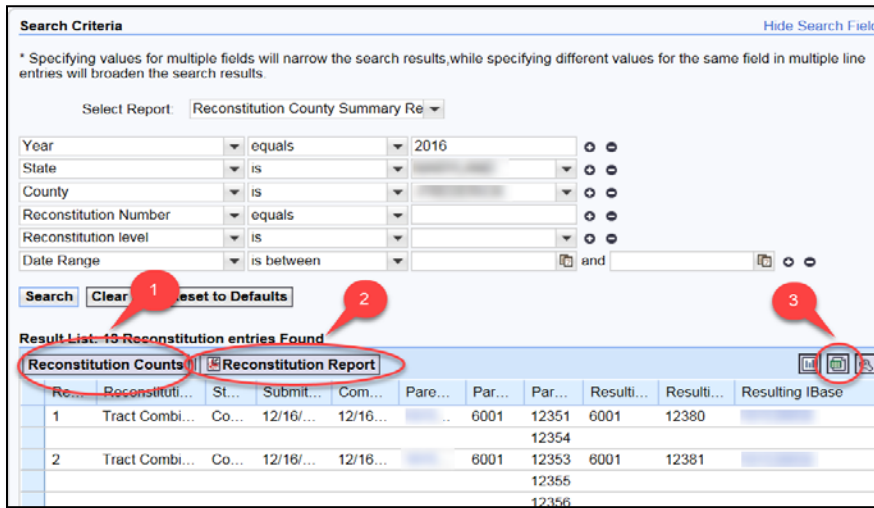 Search Criteria Hide Search Field
* Specifying values for multiple fields will narrow the search results,while specifying different values for the same field in multiple line
entries will broaden the search results.
Select Report: Reconstitution County Summary Re
Year equals 2016
State is
County is
Reconstitution Number equals
Reconstitution level is
Date Range is between and
1 2 3
Search Clear eset to Defaults
Result List: 13 Reconstitution entries Found
Reconstitution Counts Reconstitution Report
Re... Reconstituti... St... Submit... Com... Pare... Par... Par... Resulti... Resulti... Resulting IBase
1 Tract Combi... Co... 12/16/... 12/16... 6001 12351 6001 12380
12354
2 Tract Combi... Co... 12/16/... 12/16... 6001 12353 6001 12381
12355
12356